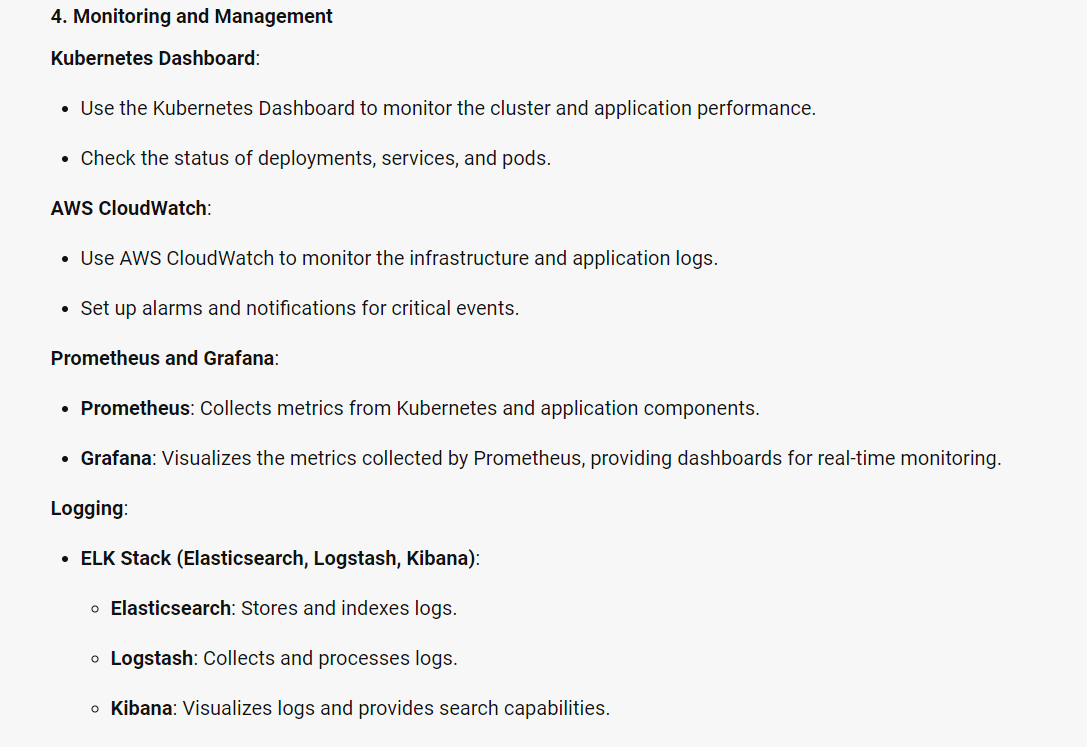 4. Monitoring and Management
Kubernetes Dashboard:
• Use the Kubernetes Dashboard to monitor the cluster and application performance.
• Check the status of deployments, services, and pods.
AWS CloudWatch:
• Use AWS CloudWatch to monitor the infrastructure and application logs.
• Set up alarms and notifications for critical events.
Prometheus and Grafana:
• Prometheus: Collects metrics from Kubernetes and application components.
• Grafana: Visualizes the metrics collected by Prometheus, providing dashboards for real-time monitoring.
Logging:
• ELK Stack (Elasticsearch, Logstash, Kibana):
◦ Elasticsearch: Stores and indexes logs.
◦ Logstash: Collects and processes logs.
◦ Kibana: Visualizes logs and provides search capabilities.